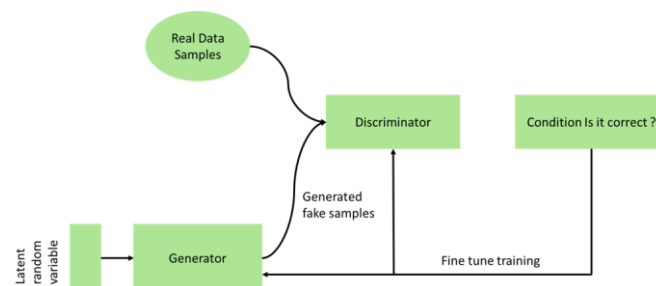 Real Data
Samples
Discriminator
Condition Is it correct ?
Generated
fake samples
Latent
random
variable
Generator
Fine tune training